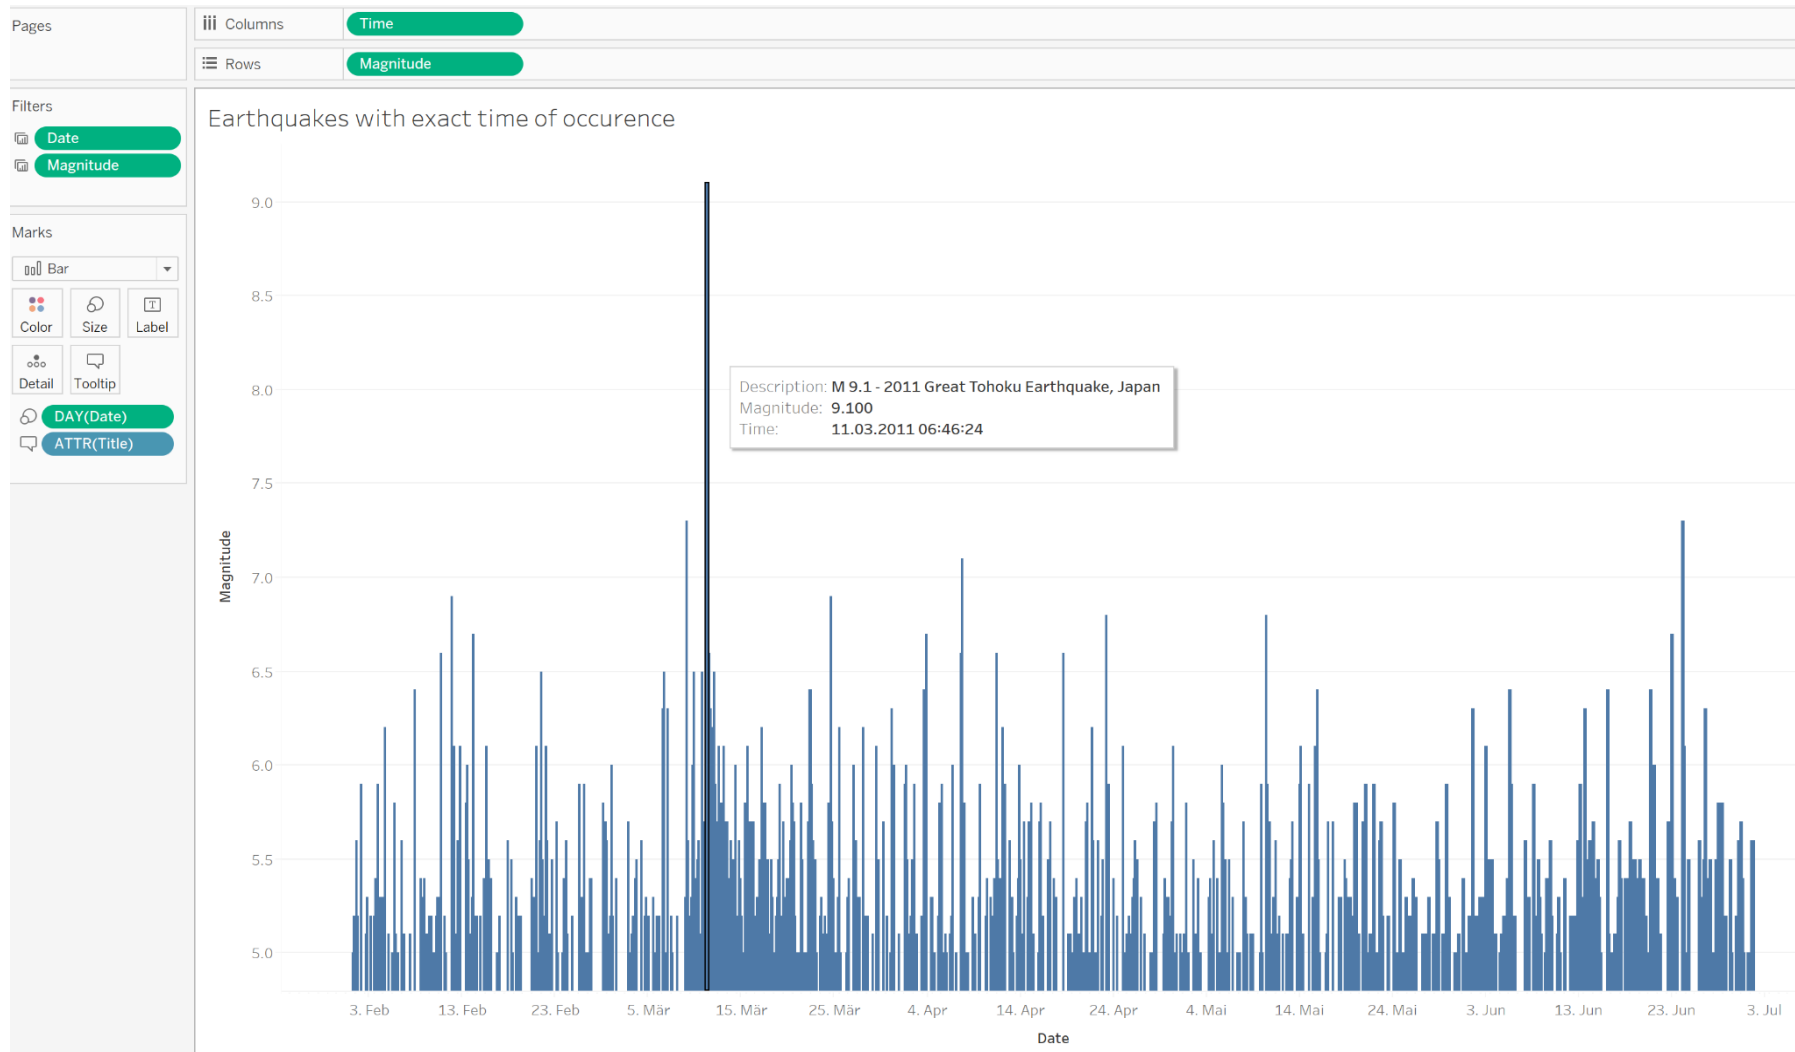 Pages
Columns
Time
Rows
Magnitude
Filters
Date
Magnitude
Marks
Bar
Color
Size
Label
Detail
Tooltip
DAY(Date)
ATTR(Title)
Earthquakes with exact time of occurence
9.0
8.5
8.0
7.5
7.0
6.5
6.0
5.5
5.0
Magnitude
Description: M 9.1 - 2011 Great Tohoku Earthquake, Japan
Magnitude: 9.100
Time: 11.03.2011 06:46:24
3. Feb 13. Feb 23. Feb 5. Mär 15. Mär 25. Mär 4. Apr 14. Apr 24. Apr 4. Mai 14. Mai 24. Mai 3. Jun 13. Jun 23. Jun 3. Jul
Date